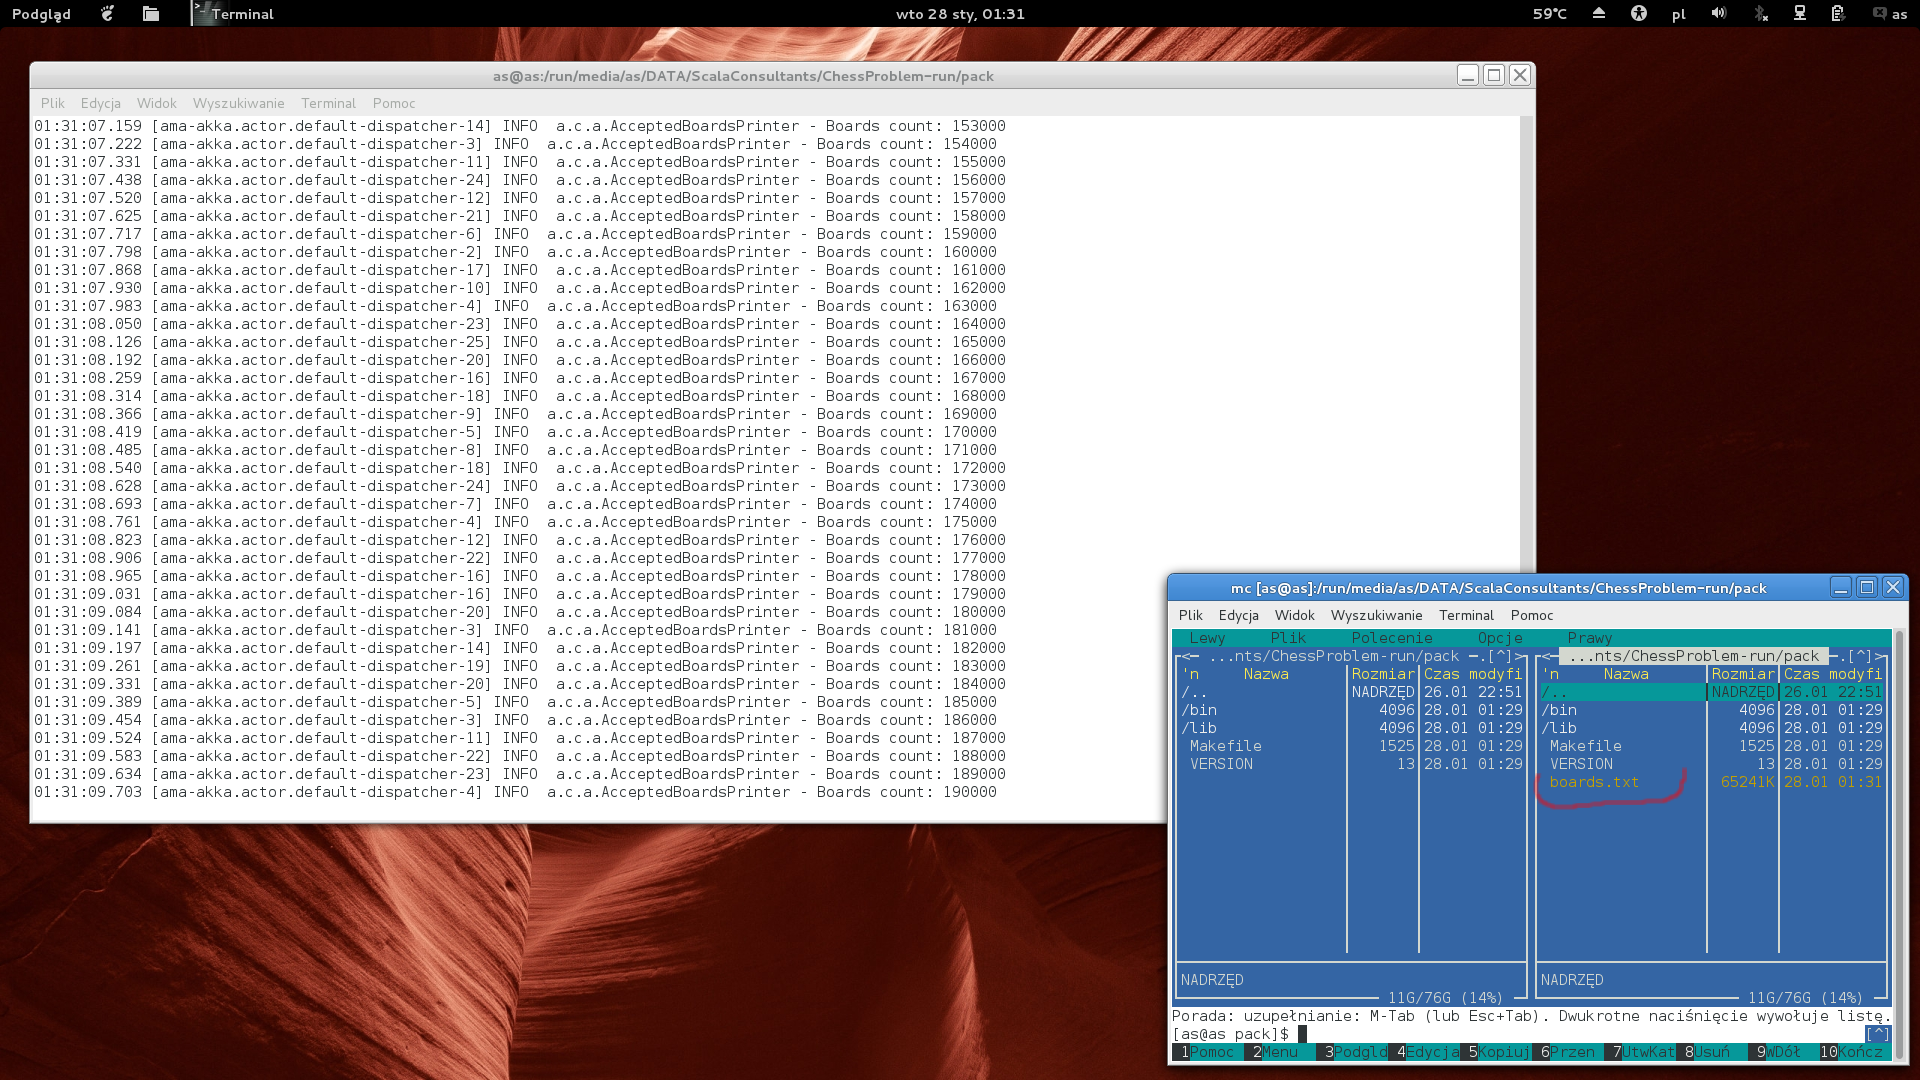 Podgląd Terminal wto 28 sty, 01:31 59°C pl as
as@as:/run/media/as/DATA/ScalaConsultants/ChessProblem-run/pack
Plik Edycja Widok Wyszukiwanie Terminal Pomoc
01:31:07.159 [ama-akka.actor.default-dispatcher-14] INFO  a.c.a.AcceptedBoardsPrinter - Boards count: 153000
01:31:07.222 [ama-akka.actor.default-dispatcher-3] INFO  a.c.a.AcceptedBoardsPrinter - Boards count: 154000
01:31:07.331 [ama-akka.actor.default-dispatcher-11] INFO  a.c.a.AcceptedBoardsPrinter - Boards count: 155000
01:31:07.438 [ama-akka.actor.default-dispatcher-24] INFO  a.c.a.AcceptedBoardsPrinter - Boards count: 156000
01:31:07.520 [ama-akka.actor.default-dispatcher-12] INFO  a.c.a.AcceptedBoardsPrinter - Boards count: 157000
01:31:07.625 [ama-akka.actor.default-dispatcher-21] INFO  a.c.a.AcceptedBoardsPrinter - Boards count: 158000
01:31:07.717 [ama-akka.actor.default-dispatcher-6] INFO  a.c.a.AcceptedBoardsPrinter - Boards count: 159000
01:31:07.798 [ama-akka.actor.default-dispatcher-2] INFO  a.c.a.AcceptedBoardsPrinter - Boards count: 160000
01:31:07.868 [ama-akka.actor.default-dispatcher-17] INFO  a.c.a.AcceptedBoardsPrinter - Boards count: 161000
01:31:07.930 [ama-akka.actor.default-dispatcher-10] INFO  a.c.a.AcceptedBoardsPrinter - Boards count: 162000
01:31:07.983 [ama-akka.actor.default-dispatcher-4] INFO  a.c.a.AcceptedBoardsPrinter - Boards count: 163000
01:31:08.050 [ama-akka.actor.default-dispatcher-23] INFO  a.c.a.AcceptedBoardsPrinter - Boards count: 164000
01:31:08.126 [ama-akka.actor.default-dispatcher-25] INFO  a.c.a.AcceptedBoardsPrinter - Boards count: 165000
01:31:08.192 [ama-akka.actor.default-dispatcher-20] INFO  a.c.a.AcceptedBoardsPrinter - Boards count: 166000
01:31:08.259 [ama-akka.actor.default-dispatcher-16] INFO  a.c.a.AcceptedBoardsPrinter - Boards count: 167000
01:31:08.314 [ama-akka.actor.default-dispatcher-18] INFO  a.c.a.AcceptedBoardsPrinter - Boards count: 168000
01:31:08.366 [ama-akka.actor.default-dispatcher-9] INFO  a.c.a.AcceptedBoardsPrinter - Boards count: 169000
01:31:08.419 [ama-akka.actor.default-dispatcher-5] INFO  a.c.a.AcceptedBoardsPrinter - Boards count: 170000
01:31:08.485 [ama-akka.actor.default-dispatcher-8] INFO  a.c.a.AcceptedBoardsPrinter - Boards count: 171000
01:31:08.540 [ama-akka.actor.default-dispatcher-18] INFO  a.c.a.AcceptedBoardsPrinter - Boards count: 172000
01:31:08.628 [ama-akka.actor.default-dispatcher-24] INFO  a.c.a.AcceptedBoardsPrinter - Boards count: 173000
01:31:08.693 [ama-akka.actor.default-dispatcher-7] INFO  a.c.a.AcceptedBoardsPrinter - Boards count: 174000
01:31:08.761 [ama-akka.actor.default-dispatcher-4] INFO  a.c.a.AcceptedBoardsPrinter - Boards count: 175000
01:31:08.823 [ama-akka.actor.default-dispatcher-12] INFO  a.c.a.AcceptedBoardsPrinter - Boards count: 176000
01:31:08.906 [ama-akka.actor.default-dispatcher-22] INFO  a.c.a.AcceptedBoardsPrinter - Boards count: 177000
01:31:08.965 [ama-akka.actor.default-dispatcher-16] INFO  a.c.a.AcceptedBoardsPrinter - Boards count: 178000
01:31:09.031 [ama-akka.actor.default-dispatcher-16] INFO  a.c.a.AcceptedBoardsPrinter - Boards count: 179000
01:31:09.084 [ama-akka.actor.default-dispatcher-20] INFO  a.c.a.AcceptedBoardsPrinter - Boards count: 180000
01:31:09.141 [ama-akka.actor.default-dispatcher-3] INFO  a.c.a.AcceptedBoardsPrinter - Boards count: 181000
01:31:09.197 [ama-akka.actor.default-dispatcher-14] INFO  a.c.a.AcceptedBoardsPrinter - Boards count: 182000
01:31:09.261 [ama-akka.actor.default-dispatcher-19] INFO  a.c.a.AcceptedBoardsPrinter - Boards count: 183000
01:31:09.331 [ama-akka.actor.default-dispatcher-20] INFO  a.c.a.AcceptedBoardsPrinter - Boards count: 184000
01:31:09.389 [ama-akka.actor.default-dispatcher-5] INFO  a.c.a.AcceptedBoardsPrinter - Boards count: 185000
01:31:09.454 [ama-akka.actor.default-dispatcher-3] INFO  a.c.a.AcceptedBoardsPrinter - Boards count: 186000
01:31:09.524 [ama-akka.actor.default-dispatcher-11] INFO  a.c.a.AcceptedBoardsPrinter - Boards count: 187000
01:31:09.583 [ama-akka.actor.default-dispatcher-22] INFO  a.c.a.AcceptedBoardsPrinter - Boards count: 188000
01:31:09.634 [ama-akka.actor.default-dispatcher-23] INFO  a.c.a.AcceptedBoardsPrinter - Boards count: 189000
01:31:09.703 [ama-akka.actor.default-dispatcher-4] INFO  a.c.a.AcceptedBoardsPrinter - Boards count: 190000
mc [as@as]:/run/media/as/DATA/ScalaConsultants/ChessProblem-run/pack
Plik Edycja Widok Wyszukiwanie Terminal Pomoc
Lewy Plik Polecenie Opcje Prawy
<─ ...nts/ChessProblem-run/pack ─.[^]> <─ ...nts/ChessProblem-run/pack ─.[^]>
'n Nazwa Rozmiar Czas modyfi 'n Nazwa Rozmiar Czas modyfi
/.. NADRZĘD 26.01 22:51 /.. NADRZĘD 26.01 22:51
/bin 4096 28.01 01:29 /bin 4096 28.01 01:29
/lib 4096 28.01 01:29 /lib 4096 28.01 01:29
Makefile 1525 28.01 01:29 Makefile 1525 28.01 01:29
VERSION 13 28.01 01:29 VERSION 13 28.01 01:29
boards.txt 65241K 28.01 01:31
NADRZĘD NADRZĘD
11G/76G (14%) 11G/76G (14%)
Porada: uzupełnianie: M-Tab (lub Esc+Tab). Dwukrotne naciśnięcie wywołuje listę.
[as@as pack]$ [^]
1Pomoc 2Menu 3Podgld 4Edycja 5Kopiuj 6Przen 7UtwKat 8Usuń 9WDół 10Kończ